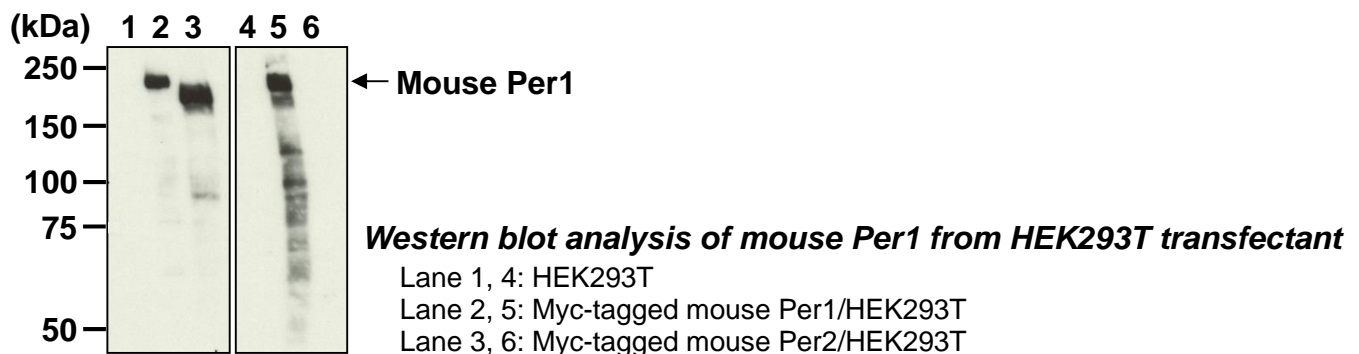 (kDa) 1 2 3 4 5 6
250
Mouse Per1
150
100
75
Western blot analysis of mouse Per1 from HEK293T transfectant
Lane 1, 4: HEK293T
Lane 2, 5: Myc-tagged mouse Per1/HEK293T
50
Lane 3, 6: Myc-tagged mouse Per2/HEK293T